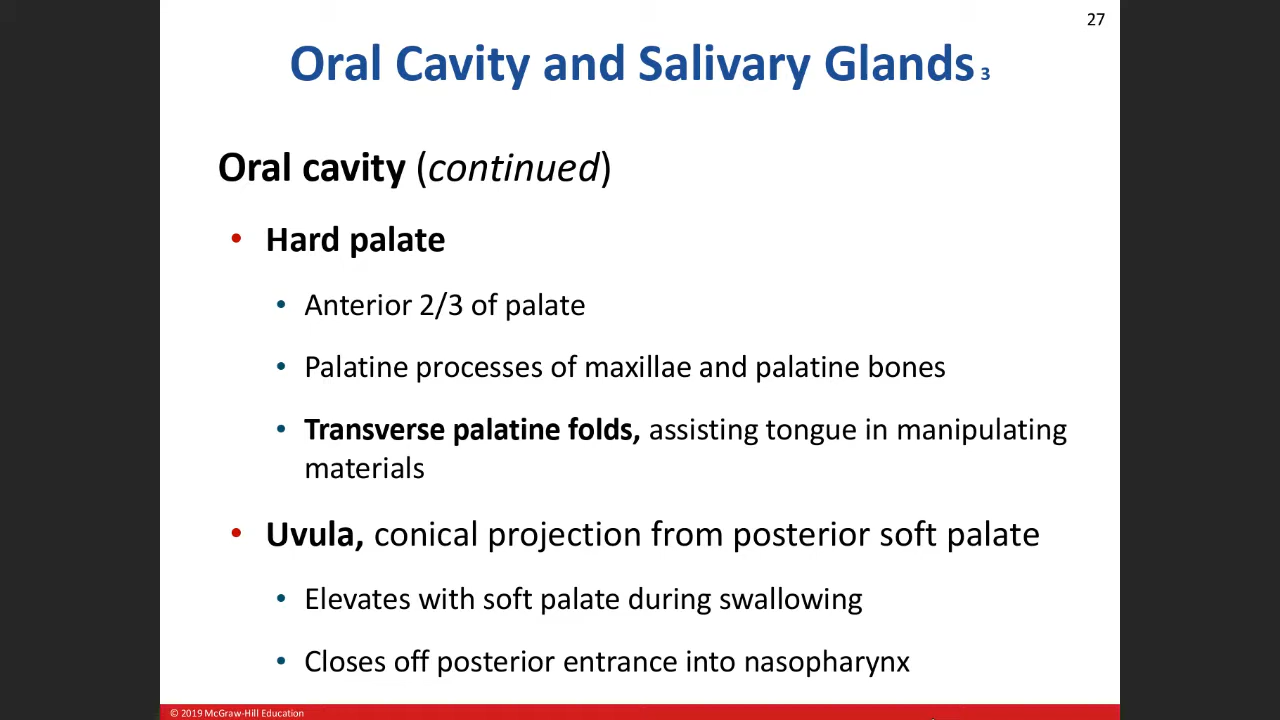 27
Oral Cavity and Salivary Glands 3
Oral cavity (continued)
• Hard palate
• Anterior 2/3 of palate
• Palatine processes of maxillae and palatine bones
• Transverse palatine folds, assisting tongue in manipulating
materials
• Uvula, conical projection from posterior soft palate
• Elevates with soft palate during swallowing
• Closes off posterior entrance into nasopharynx
© 2019 McGraw-Hill Education